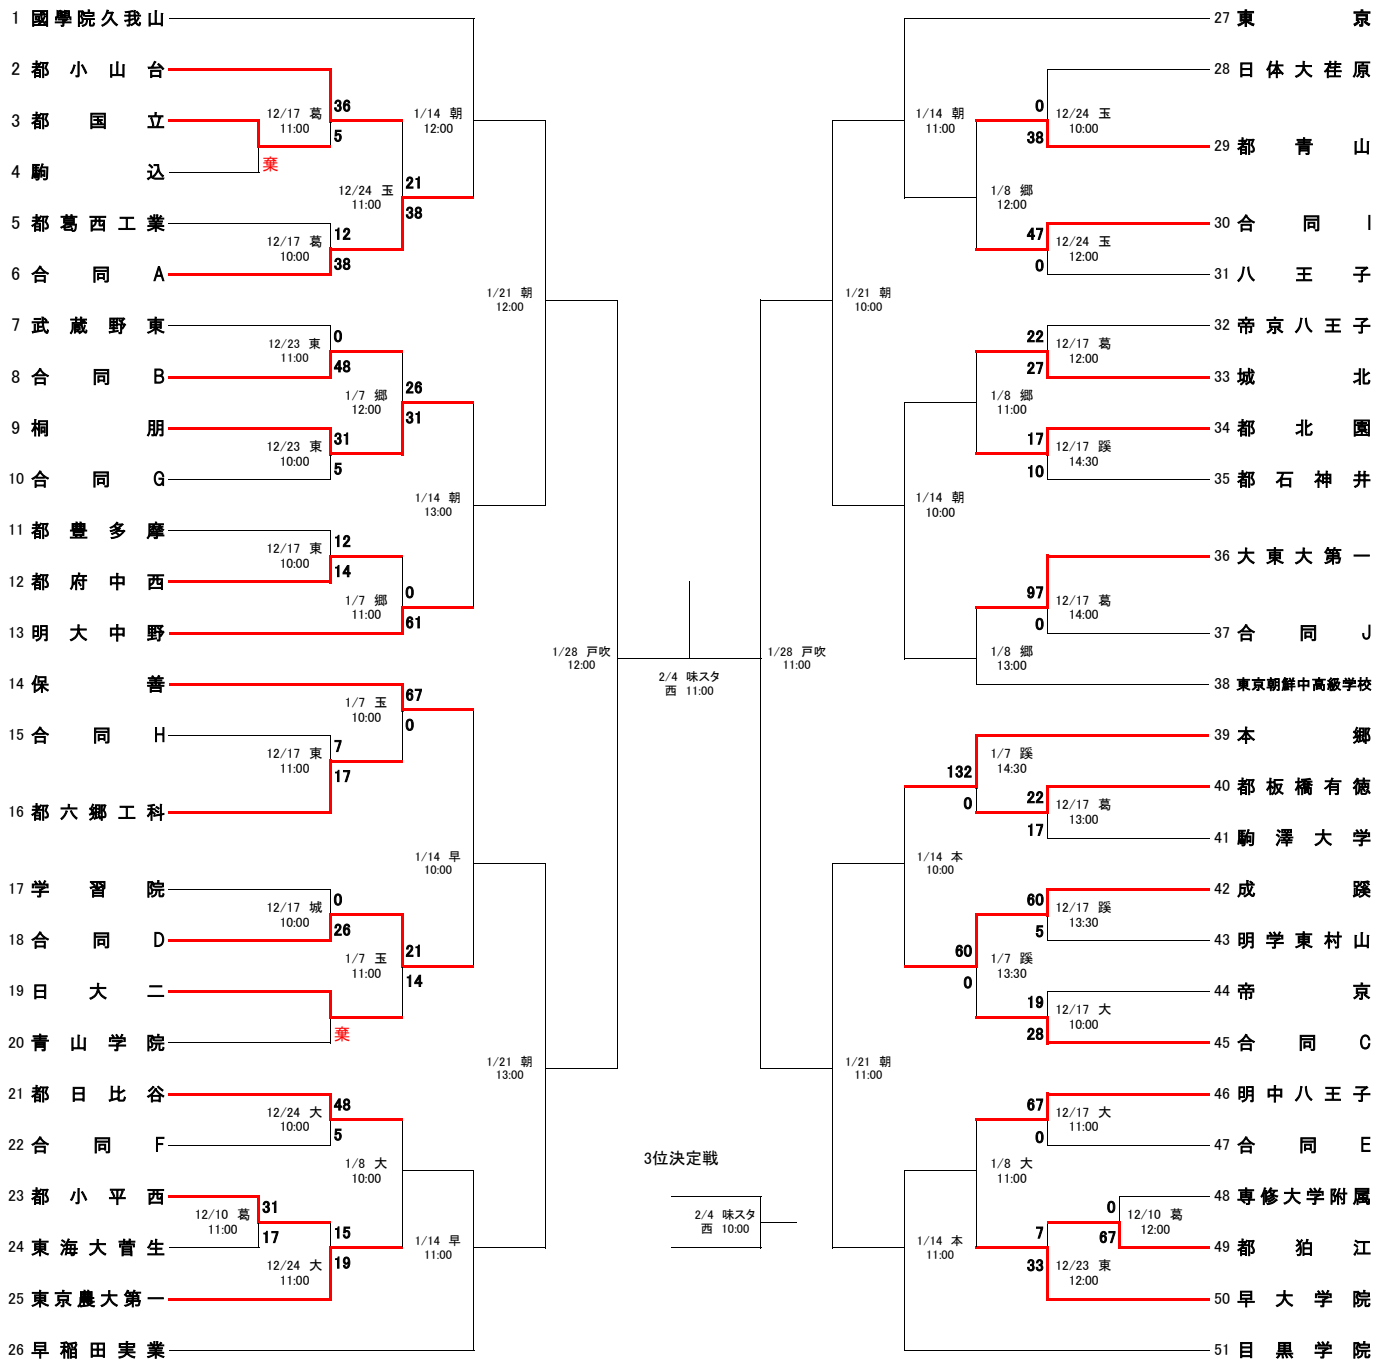 1 國學院久我山
2 都小山台
3 都国立
4 駒込
5 都葛西工業
6 合同A
7 武蔵野東
8 合同B
9 桐朋
10 合同G
11 都豊多摩
12 都府中西
13 明大中野
14 保善
15 合同H
16 都六郷工科
17 学習院
18 合同D
19 日大二
20 青山学院
21 都日比谷
22 合同F
23 都小平西
24 東海大菅生
25 東京農大第一
26 早稲田実業
12/10 葛
11:00
31
17
棄
12/17 葛
11:00
36
5
12/17 葛
10:00
12
38
12/23 東
11:00
0
48
12/23 東
10:00
31
5
12/17 東
10:00
12
14
12/17 東
11:00
7
17
12/17 城
10:00
0
26
棄
12/24 大
10:00
48
5
12/24 大
11:00
15
19
12/24 玉
11:00
21
38
1/7 郷
12:00
26
31
1/7 郷
11:00
0
61
1/7 玉
10:00
67
0
1/7 玉
11:00
21
14
1/8 大
10:00
1/14 朝
12:00
1/14 朝
13:00
1/14 早
10:00
1/14 早
11:00
1/21 朝
12:00
1/21 朝
13:00
1/28 戸吹
12:00
2/4 味スタ
西 11:00
3位決定戦
2/4 味スタ
西 10:00
1/28 戸吹
11:00
1/21 朝
10:00
1/21 朝
11:00
1/14 朝
11:00
1/14 朝
10:00
1/14 本
10:00
1/14 本
11:00
1/8 郷
12:00
1/8 郷
11:00
1/8 郷
13:00
132
0
1/7 蹊
14:30
60
0
1/7 蹊
13:30
1/8 大
11:00
0
38
12/24 玉
10:00
47
0
12/24 玉
12:00
22
27
12/17 葛
12:00
17
10
12/17 蹊
14:30
97
0
12/17 葛
14:00
22
17
12/17 葛
13:00
60
5
12/17 蹊
13:30
19
28
12/17 大
10:00
67
0
12/17 大
11:00
7
33
12/23 東
12:00
0
67
12/10 葛
12:00
27 東京
28 日体大荏原
29 都青山
30 合同I
31 八王子
32 帝京八王子
33 城北
34 都北園
35 都石神井
36 大東大第一
37 合同J
38 東京朝鮮中高級学校
39 本郷
40 都板橋有徳
41 駒澤大学
42 成蹊
43 明学東村山
44 帝京
45 合同C
46 明中八王子
47 合同E
48 専修大学附属
49 都狛江
50 早大学院
51 目黒学院